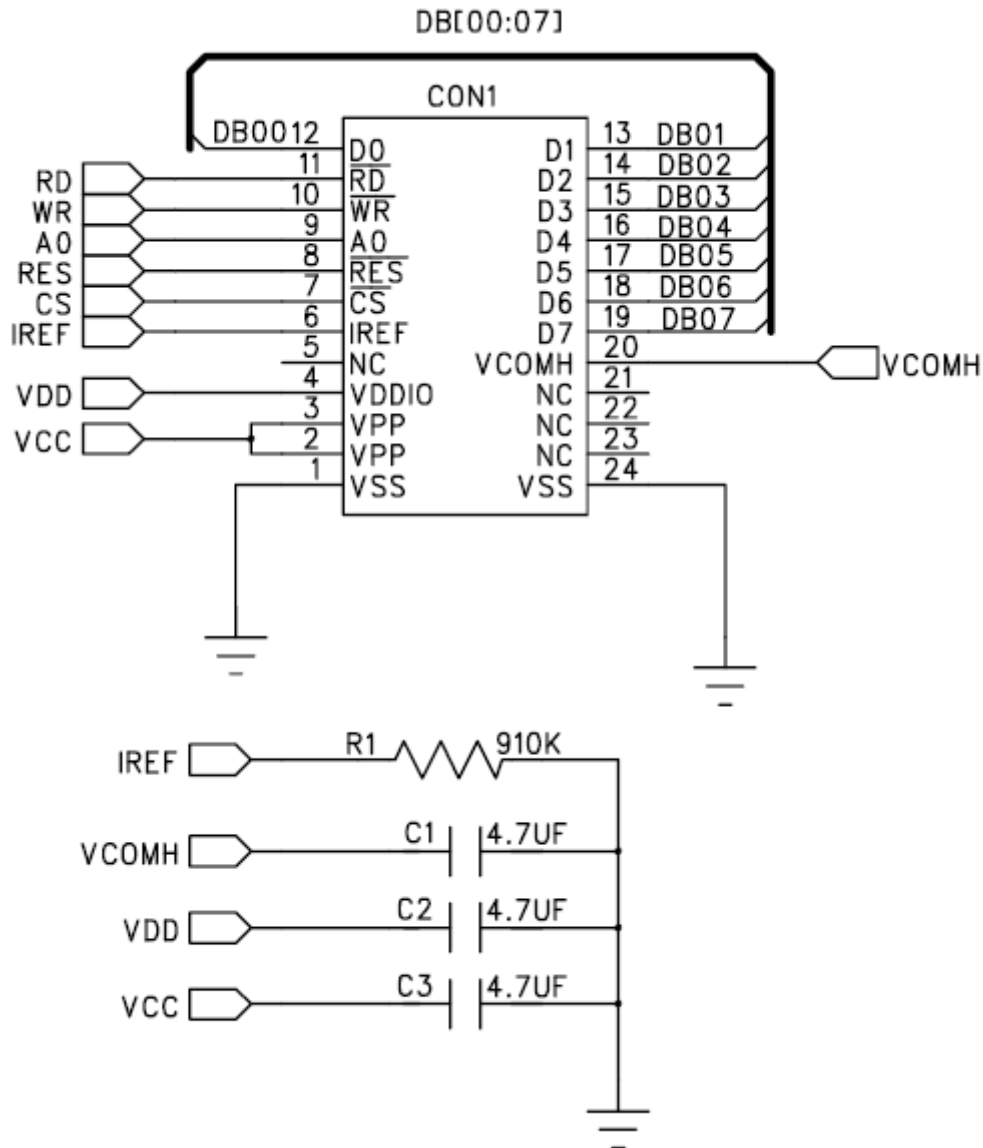 DB[00:07]
CON1
DB00 12 D0 D1 13 DB01
RD 11 RD D2 14 DB02
WR 10 WR D3 15 DB03
A0 9 A0 D4 16 DB04
RES 8 RES D5 17 DB05
CS 7 CS D6 18 DB06
IREF 6 IREF D7 19 DB07
5 NC VCOMH 20 VCOMH
VDD 4 VDDIO NC 21
3 VPP NC 22
VCC 2 VPP NC 23
1 VSS VSS 24
IREF R1 910K
VCOMH C1 4.7UF
VDD C2 4.7UF
VCC C3 4.7UF